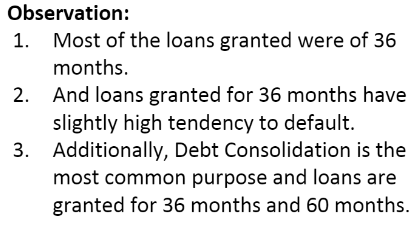 Observation:
1. Most of the loans granted were of 36
months.
2. And loans granted for 36 months have
slightly high tendency to default.
3. Additionally, Debt Consolidation is the
most common purpose and loans are
granted for 36 months and 60 months.